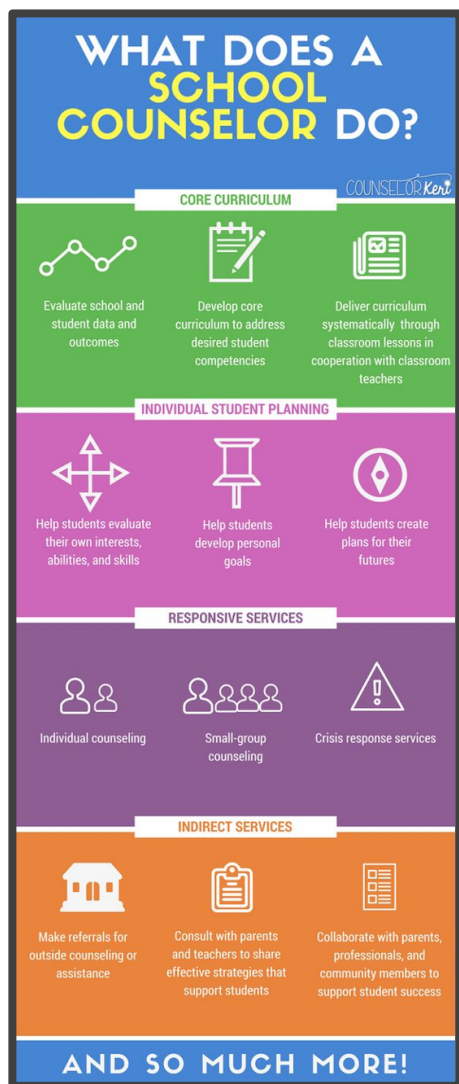 WHAT DOES A
SCHOOL
COUNSELOR DO?
COUNSELOR Keri
CORE CURRICULUM
Evaluate school and
student data and
outcomes
Develop core
curriculum to address
desired student
competencies
Deliver curriculum
systematically through
classroom lessons in
cooperation with classroom
teachers
INDIVIDUAL STUDENT PLANNING
Help students evaluate
their own interests,
abilities, and skills
Help students
develop personal
goals
Help students create
plans for their
futures
RESPONSIVE SERVICES
Individual counseling
Small-group
counseling
Crisis response services
INDIRECT SERVICES
Make referrals for
outside counseling or
assistance
Consult with parents
and teachers to share
effective strategies that
support students
Collaborate with parents,
professionals, and
community members to
support student success
AND SO MUCH MORE!